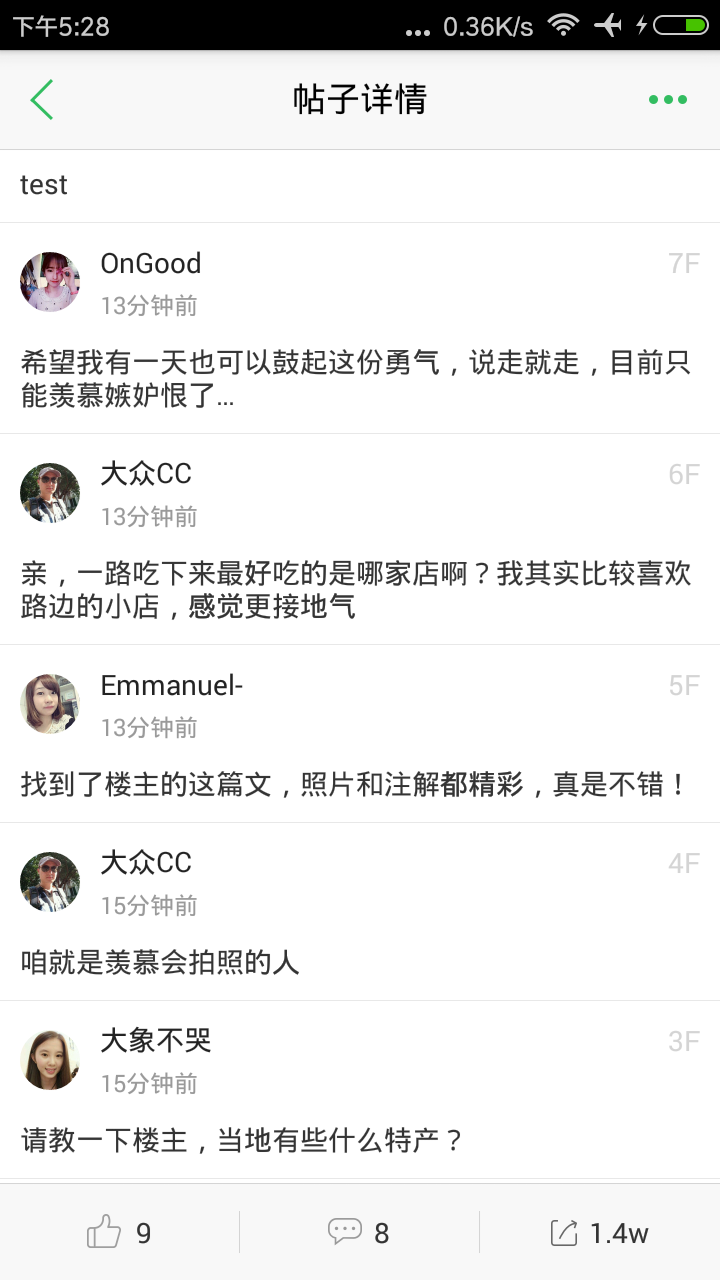 下午5:28 ... 0.36K/s
帖子详情
test
OnGood 7F
13分钟前
希望我有一天也可以鼓起这份勇气，说走就走，目前只
能羡慕嫉妒恨了...
大众CC 6F
13分钟前
亲，一路吃下来最好吃的是哪家店啊？我其实比较喜欢
路边的小店，感觉更接地气
Emmanuel- 5F
13分钟前
找到了楼主的这篇文，照片和注解都精彩，真是不错！
大众CC 4F
15分钟前
咱就是羡慕会拍照的人
大象不哭 3F
15分钟前
请教一下楼主，当地有些什么特产？
9 8 1.4w